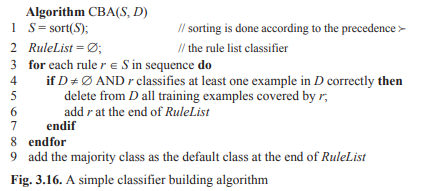 Algorithm CBA(S, D)
1 S = sort(S); // sorting is done according to the precedence ≻
2 RuleList = ∅; // the rule list classifier
3 for each rule r ∈ S in sequence do
4 if D ≠ ∅ AND r classifies at least one example in D correctly then
5 delete from D all training examples covered by r;
6 add r at the end of RuleList
7 endif
8 endfor
9 add the majority class as the default class at the end of RuleList
Fig. 3.16. A simple classifier building algorithm